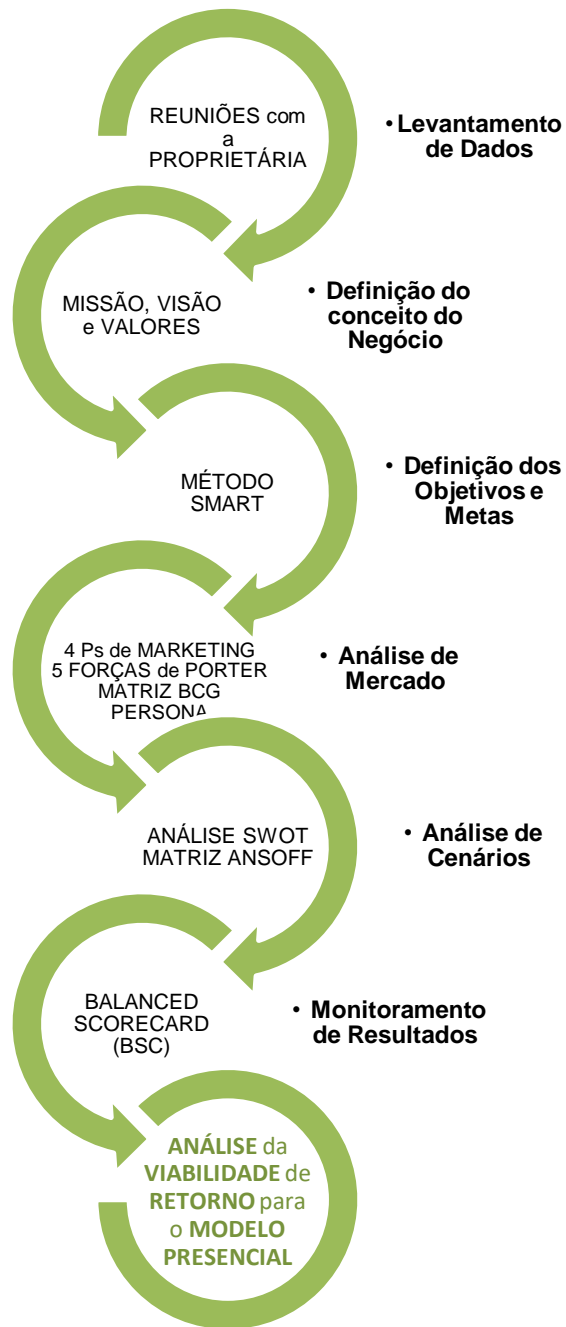 REUNIÕES com
a
PROPRIETÁRIA
• Levantamento
de Dados
MISSÃO, VISÃO
e VALORES
• Definição do
conceito do
Negócio
MÉTODO
SMART
• Definição dos
Objetivos e
Metas
4 Ps de MARKETING
5 FORÇAS de PORTER
MATRIZ BCG
PERSONA
• Análise de
Mercado
ANÁLISE SWOT
MATRIZ ANSOFF
• Análise de
Cenários
BALANCED
SCORECARD
(BSC)
• Monitoramento
de Resultados
ANÁLISE da
VIABILIDADE de
RETORNO para
o MODELO
PRESENCIAL